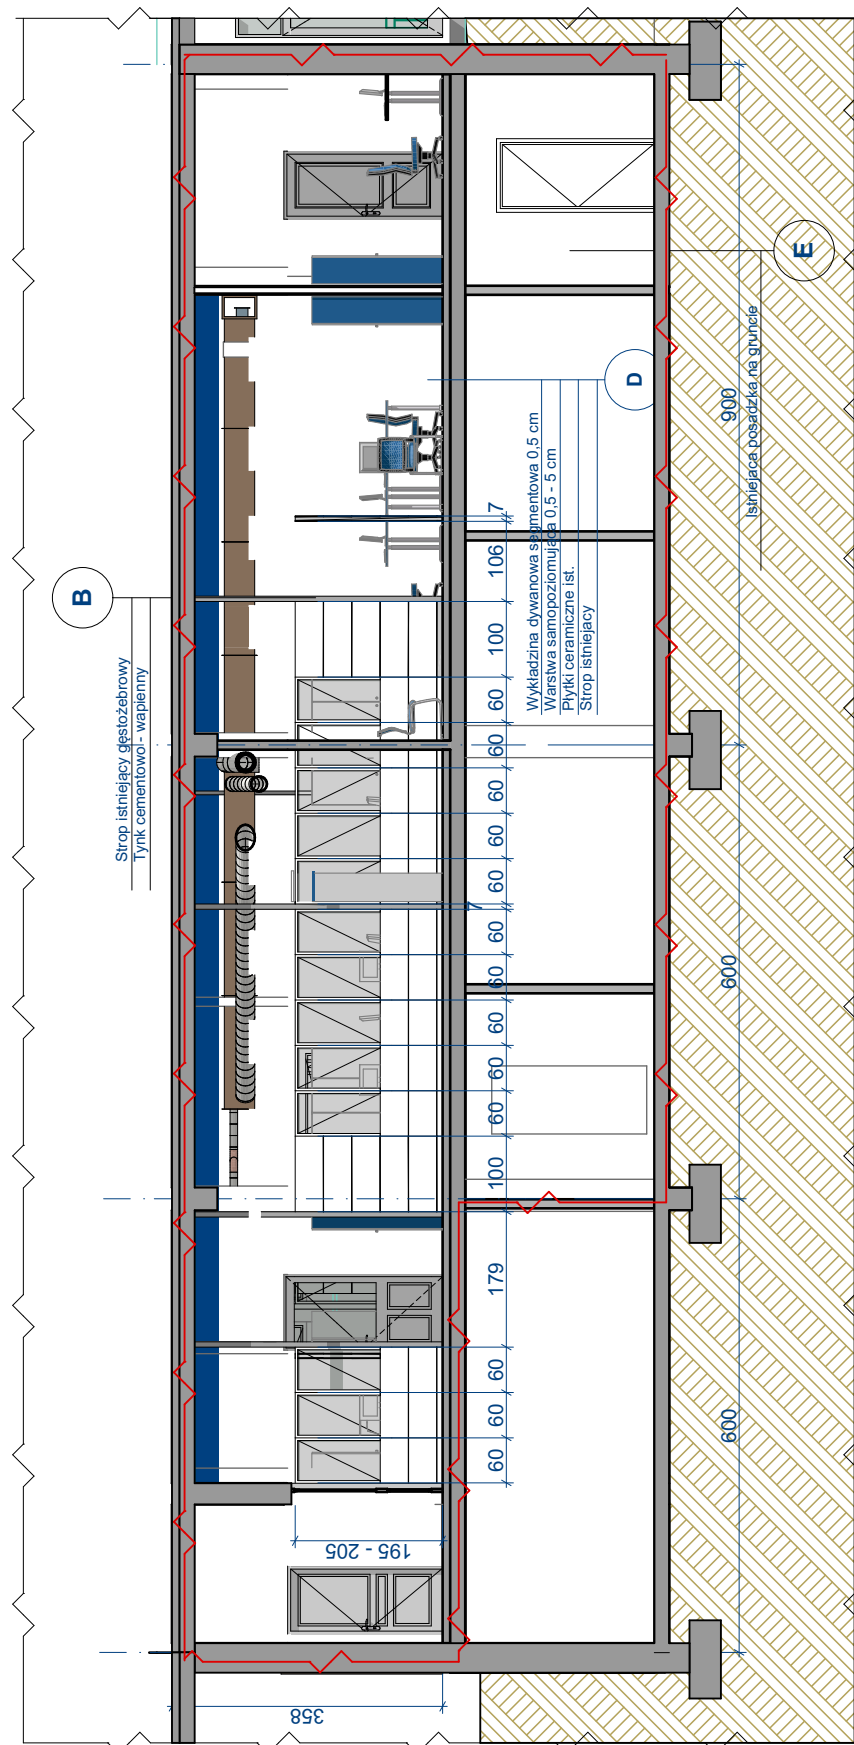 B
Strop istniejący gęstożebrowy
Tynk cementowo - wapienny
D
Wykładzina dywanowa segmentowa 0,5 cm
Warstwa samopoziomująca 0,5 - 5 cm
Płytki ceramiczne ist.
Strop istniejacy
E
Istniejaca posadzka na gruncie
358
195 - 205
60
60
60
179
100
60
60
60
60
60
7
60
60
60
60
60
100
106
7
600
600
900